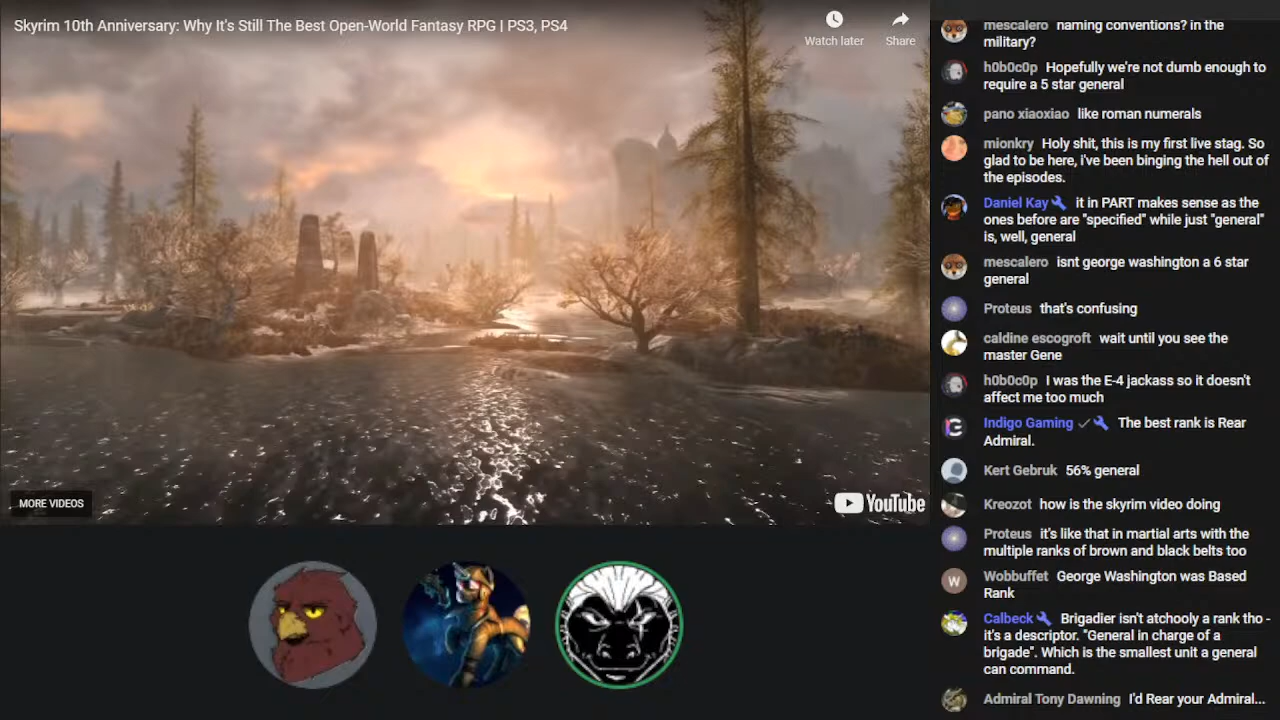 Skyrim 10th Anniversary: Why It's Still The Best Open-World Fantasy RPG | PS3, PS4
Watch later
Share
MORE VIDEOS
YouTube
mescalero naming conventions? in the
military?
h0b0c0p Hopefully we're not dumb enough to
require a 5 star general
pano xiaoxiao like roman numerals
mionkry Holy shit, this is my first live stag. So
glad to be here, i've been binging the hell out of
the episodes.
Daniel Kay it in PART makes sense as the
ones before are "specified" while just "general"
is, well, general
mescalero isnt george washington a 6 star
general
Proteus that's confusing
caldine escogroft wait until you see the
master Gene
h0b0c0p I was the E-4 jackass so it doesn't
affect me too much
Indigo Gaming The best rank is Rear
Admiral.
Kert Gebruk 56% general
Kreozot how is the skyrim video doing
Proteus it's like that in martial arts with the
multiple ranks of brown and black belts too
W
Wobbuffet George Washington was Based
Rank
Calbeck Brigadier isn't atchooly a rank tho -
it's a descriptor. "General in charge of a
brigade". Which is the smallest unit a general
can command.
Admiral Tony Dawning I'd Rear your Admiral...